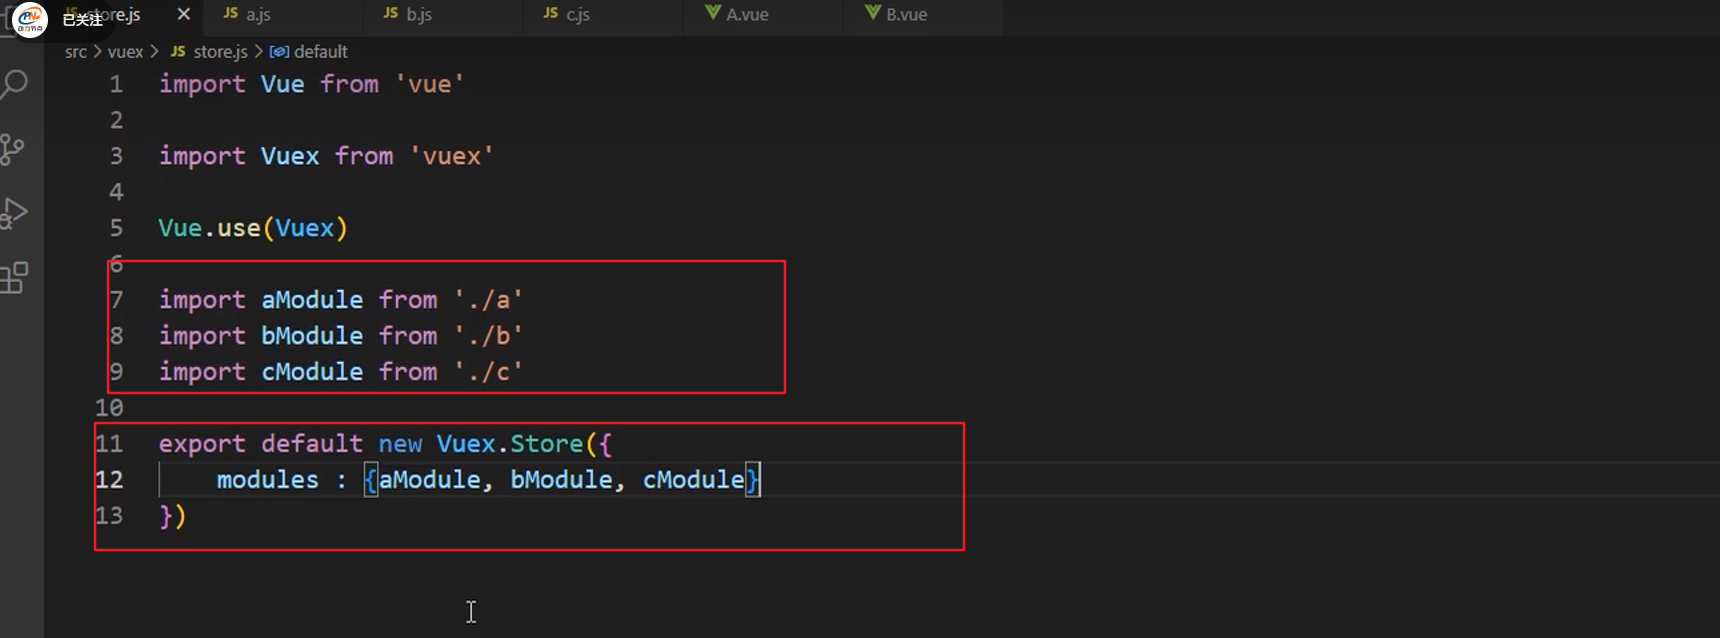 已关注
store.js
JS a.js
JS b.js
JS c.js
A.vue
B.vue
src > vuex > JS store.js > default
1 import Vue from 'vue'
2
3 import Vuex from 'vuex'
4
5 Vue.use(Vuex)
6
7 import aModule from './a'
8 import bModule from './b'
9 import cModule from './c'
10
11 export default new Vuex.Store({
12     modules : {aModule, bModule, cModule}
13 })